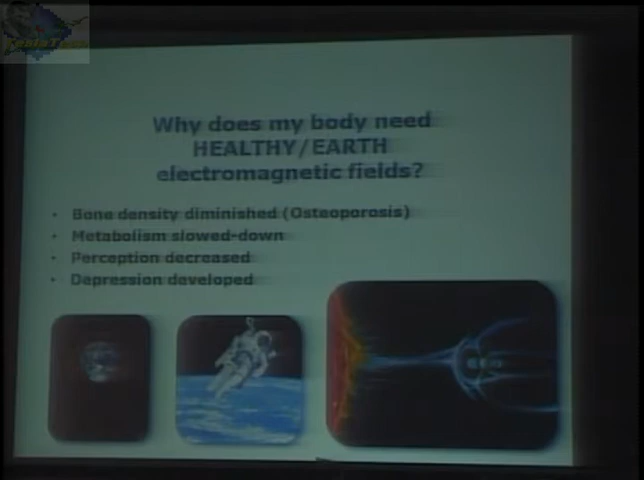 Why does my body need
HEALTHY/EARTH
electromagnetic fields?
• Bone density diminished (Osteoporosis)
• Metabolism slowed-down
• Perception decreased
• Depression developed